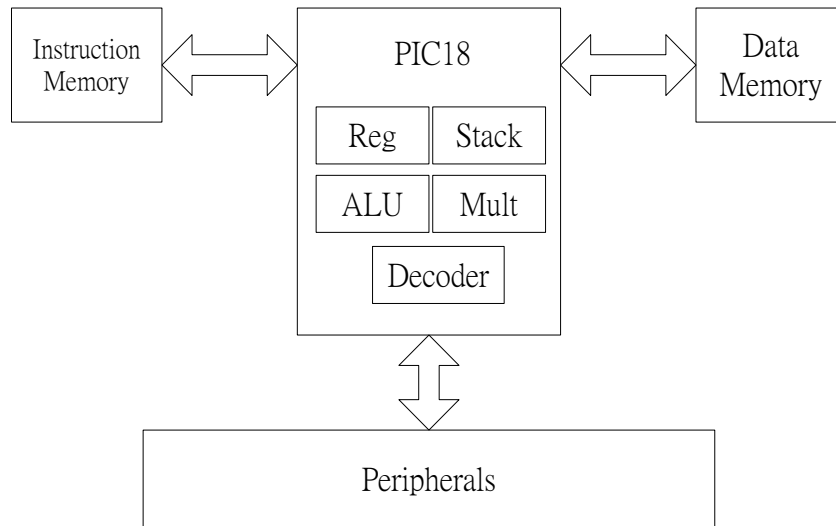 Instruction
Memory
PIC18
Data
Memory
Reg
Stack
ALU
Mult
Decoder
Peripherals